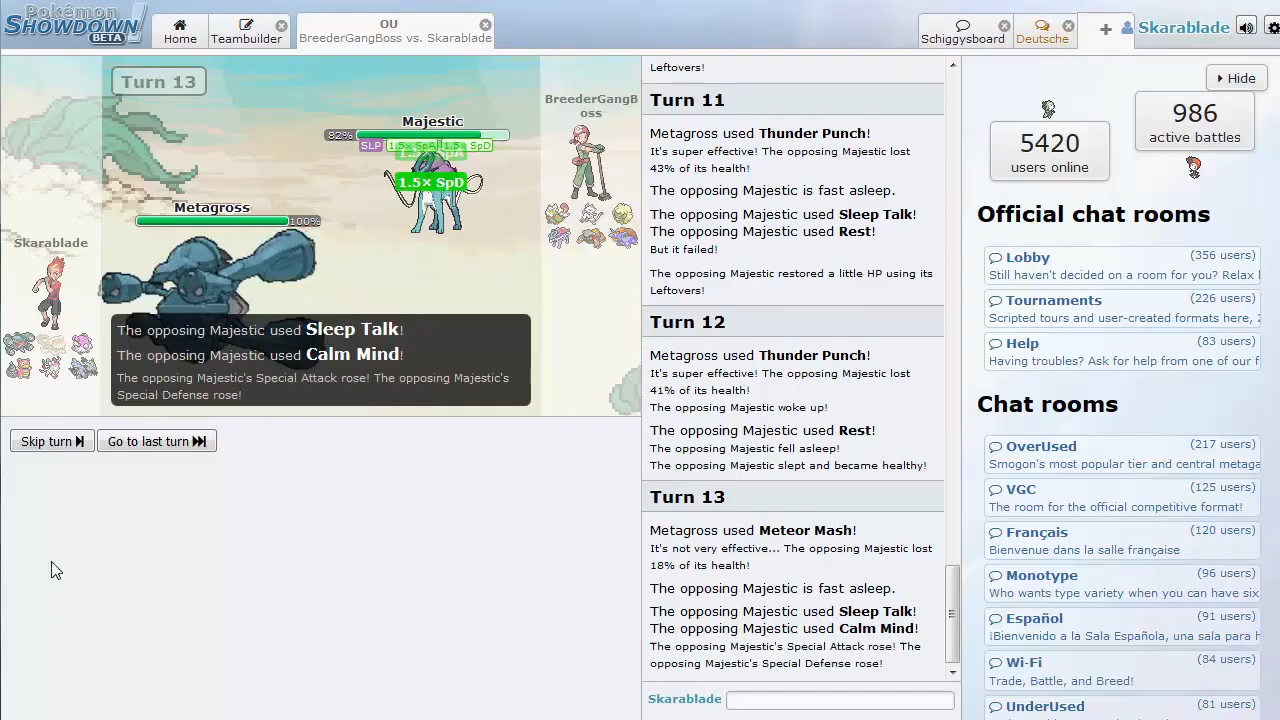 Pokémon
SHOWDOWN!
BETA
Home
Teambuilder
OU
BreederGangBoss vs. Skarablade
Schiggysboard
Deutsche
Skarablade
Turn 13
BreederGangB
oss
82%
Majestic
SLP 1.5× SpA 1.5× SpD
1.5× SpA
1.5× SpD
Skarablade
Metagross
100%
The opposing Majestic used Sleep Talk!
The opposing Majestic used Calm Mind!
The opposing Majestic's Special Attack rose! The opposing Majestic's
Special Defense rose!
Skip turn
Go to last turn
Leftovers!
Turn 11
Metagross used Thunder Punch!
It's super effective! The opposing Majestic lost
43% of its health!
The opposing Majestic is fast asleep.
The opposing Majestic used Sleep Talk!
The opposing Majestic used Rest!
But it failed!
The opposing Majestic restored a little HP using its
Leftovers!
Turn 12
Metagross used Thunder Punch!
It's super effective! The opposing Majestic lost
41% of its health!
The opposing Majestic woke up!
The opposing Majestic used Rest!
The opposing Majestic fell asleep!
The opposing Majestic slept and became healthy!
Turn 13
Metagross used Meteor Mash!
It's not very effective... The opposing Majestic lost
18% of its health!
The opposing Majestic is fast asleep.
The opposing Majestic used Sleep Talk!
The opposing Majestic used Calm Mind!
The opposing Majestic's Special Attack rose! The
opposing Majestic's Special Defense rose!
Skarablade
Hide
5420
users online
986
active battles
Official chat rooms
Lobby (356 users)
Still haven't decided on a room for you? Relax
Tournaments (226 users)
Scripted tours and user-created formats here,
Help (83 users)
Having troubles? Ask for help from one of our
Chat rooms
OverUsed (217 users)
Smogon's most popular tier and central metaga
VGC (125 users)
The room for the official competitive format!
Français (120 users)
Bienvenue dans la salle française
Monotype (96 users)
Who wants type variety when you can have six
Español (91 users)
¡Bienvenido a la Sala Española, una sala para
Wi-Fi (84 users)
Trade, Battle, and Breed!
UnderUsed (81 users)